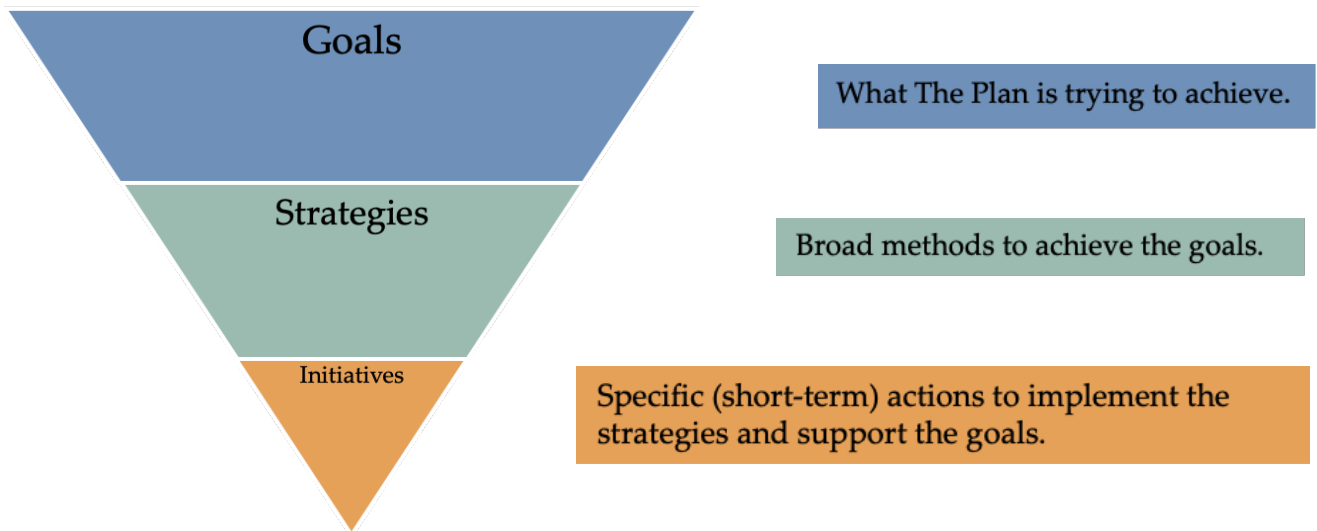 Goals
What The Plan is trying to achieve.
Strategies
Broad methods to achieve the goals.
Initiatives
Specific (short-term) actions to implement the
strategies and support the goals.